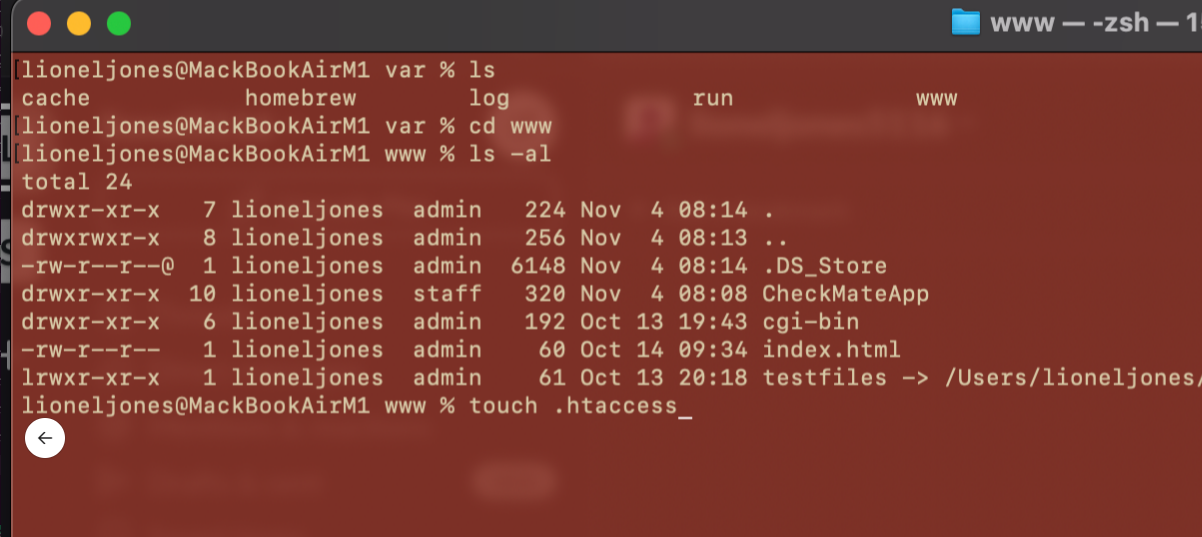 www — -zsh — 1
lioneljones@MackBookAirM1 var % ls
cache homebrew log run www
lioneljones@MackBookAirM1 var % cd www
lioneljones@MackBookAirM1 www % ls -al
total 24
drwxr-xr-x 7 lioneljones admin 224 Nov 4 08:14 .
drwxrwxr-x 8 lioneljones admin 256 Nov 4 08:13 ..
-rw-r--r--@ 1 lioneljones admin 6148 Nov 4 08:14 .DS_Store
drwxr-xr-x 10 lioneljones staff 320 Nov 4 08:08 CheckMateApp
drwxr-xr-x 6 lioneljones admin 192 Oct 13 19:43 cgi-bin
-rw-r--r-- 1 lioneljones admin 60 Oct 14 09:34 index.html
lrwxr-xr-x 1 lioneljones admin 61 Oct 13 20:18 testfiles -> /Users/lioneljones/
lioneljones@MackBookAirM1 www % touch .htaccess_